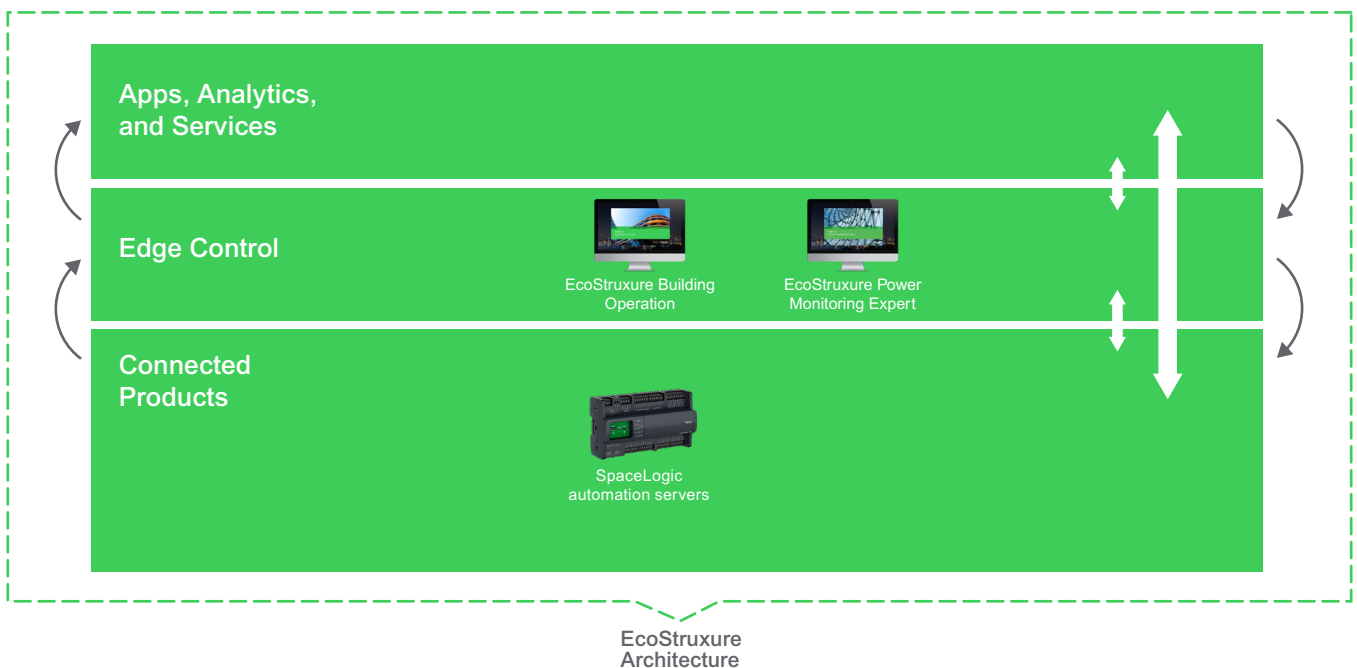 Apps, Analytics,
and Services
Edge Control
EcoStruxure Building
Operation
EcoStruxure Power
Monitoring Expert
Connected
Products
SpaceLogic
automation servers
EcoStruxure
Architecture